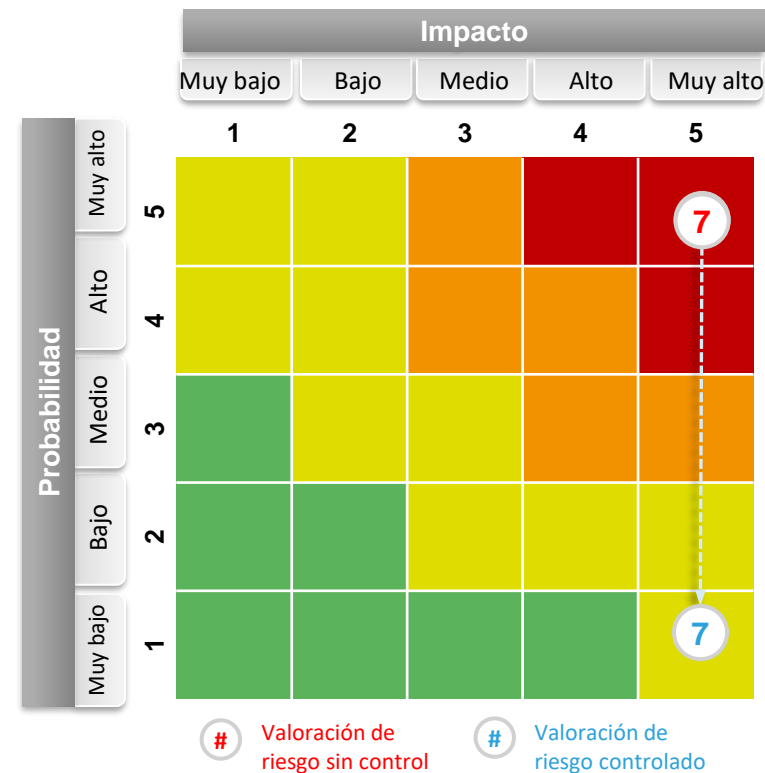 Impacto
Muy bajo Bajo Medio Alto Muy alto
1 2 3 4 5
Probabilidad
Muy alto 5 7
Alto 4
Medio 3
Bajo 2
Muy bajo 1 7
# Valoración de # Valoración de
riesgo sin control riesgo controlado